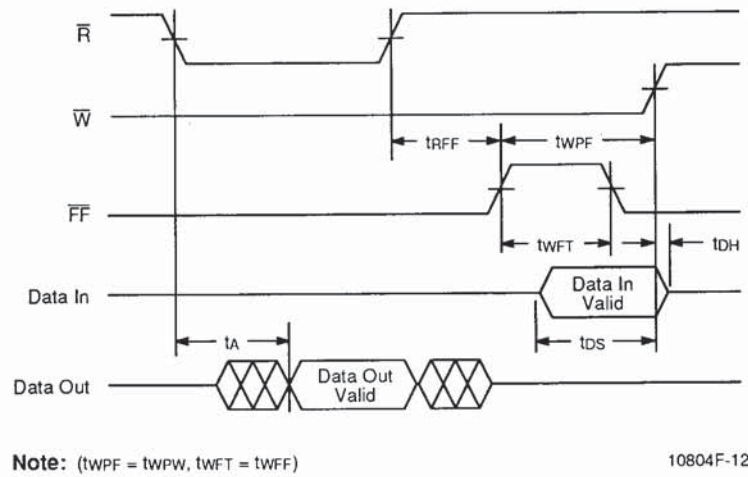 R
W
tRFF
tWPF
FF
tWFT
tDH
Data In
Data In
Valid
tA
tDS
Data Out
Data Out
Valid
Note: (tWPF = tWPW, tWFT = tWFF)
10804F-12